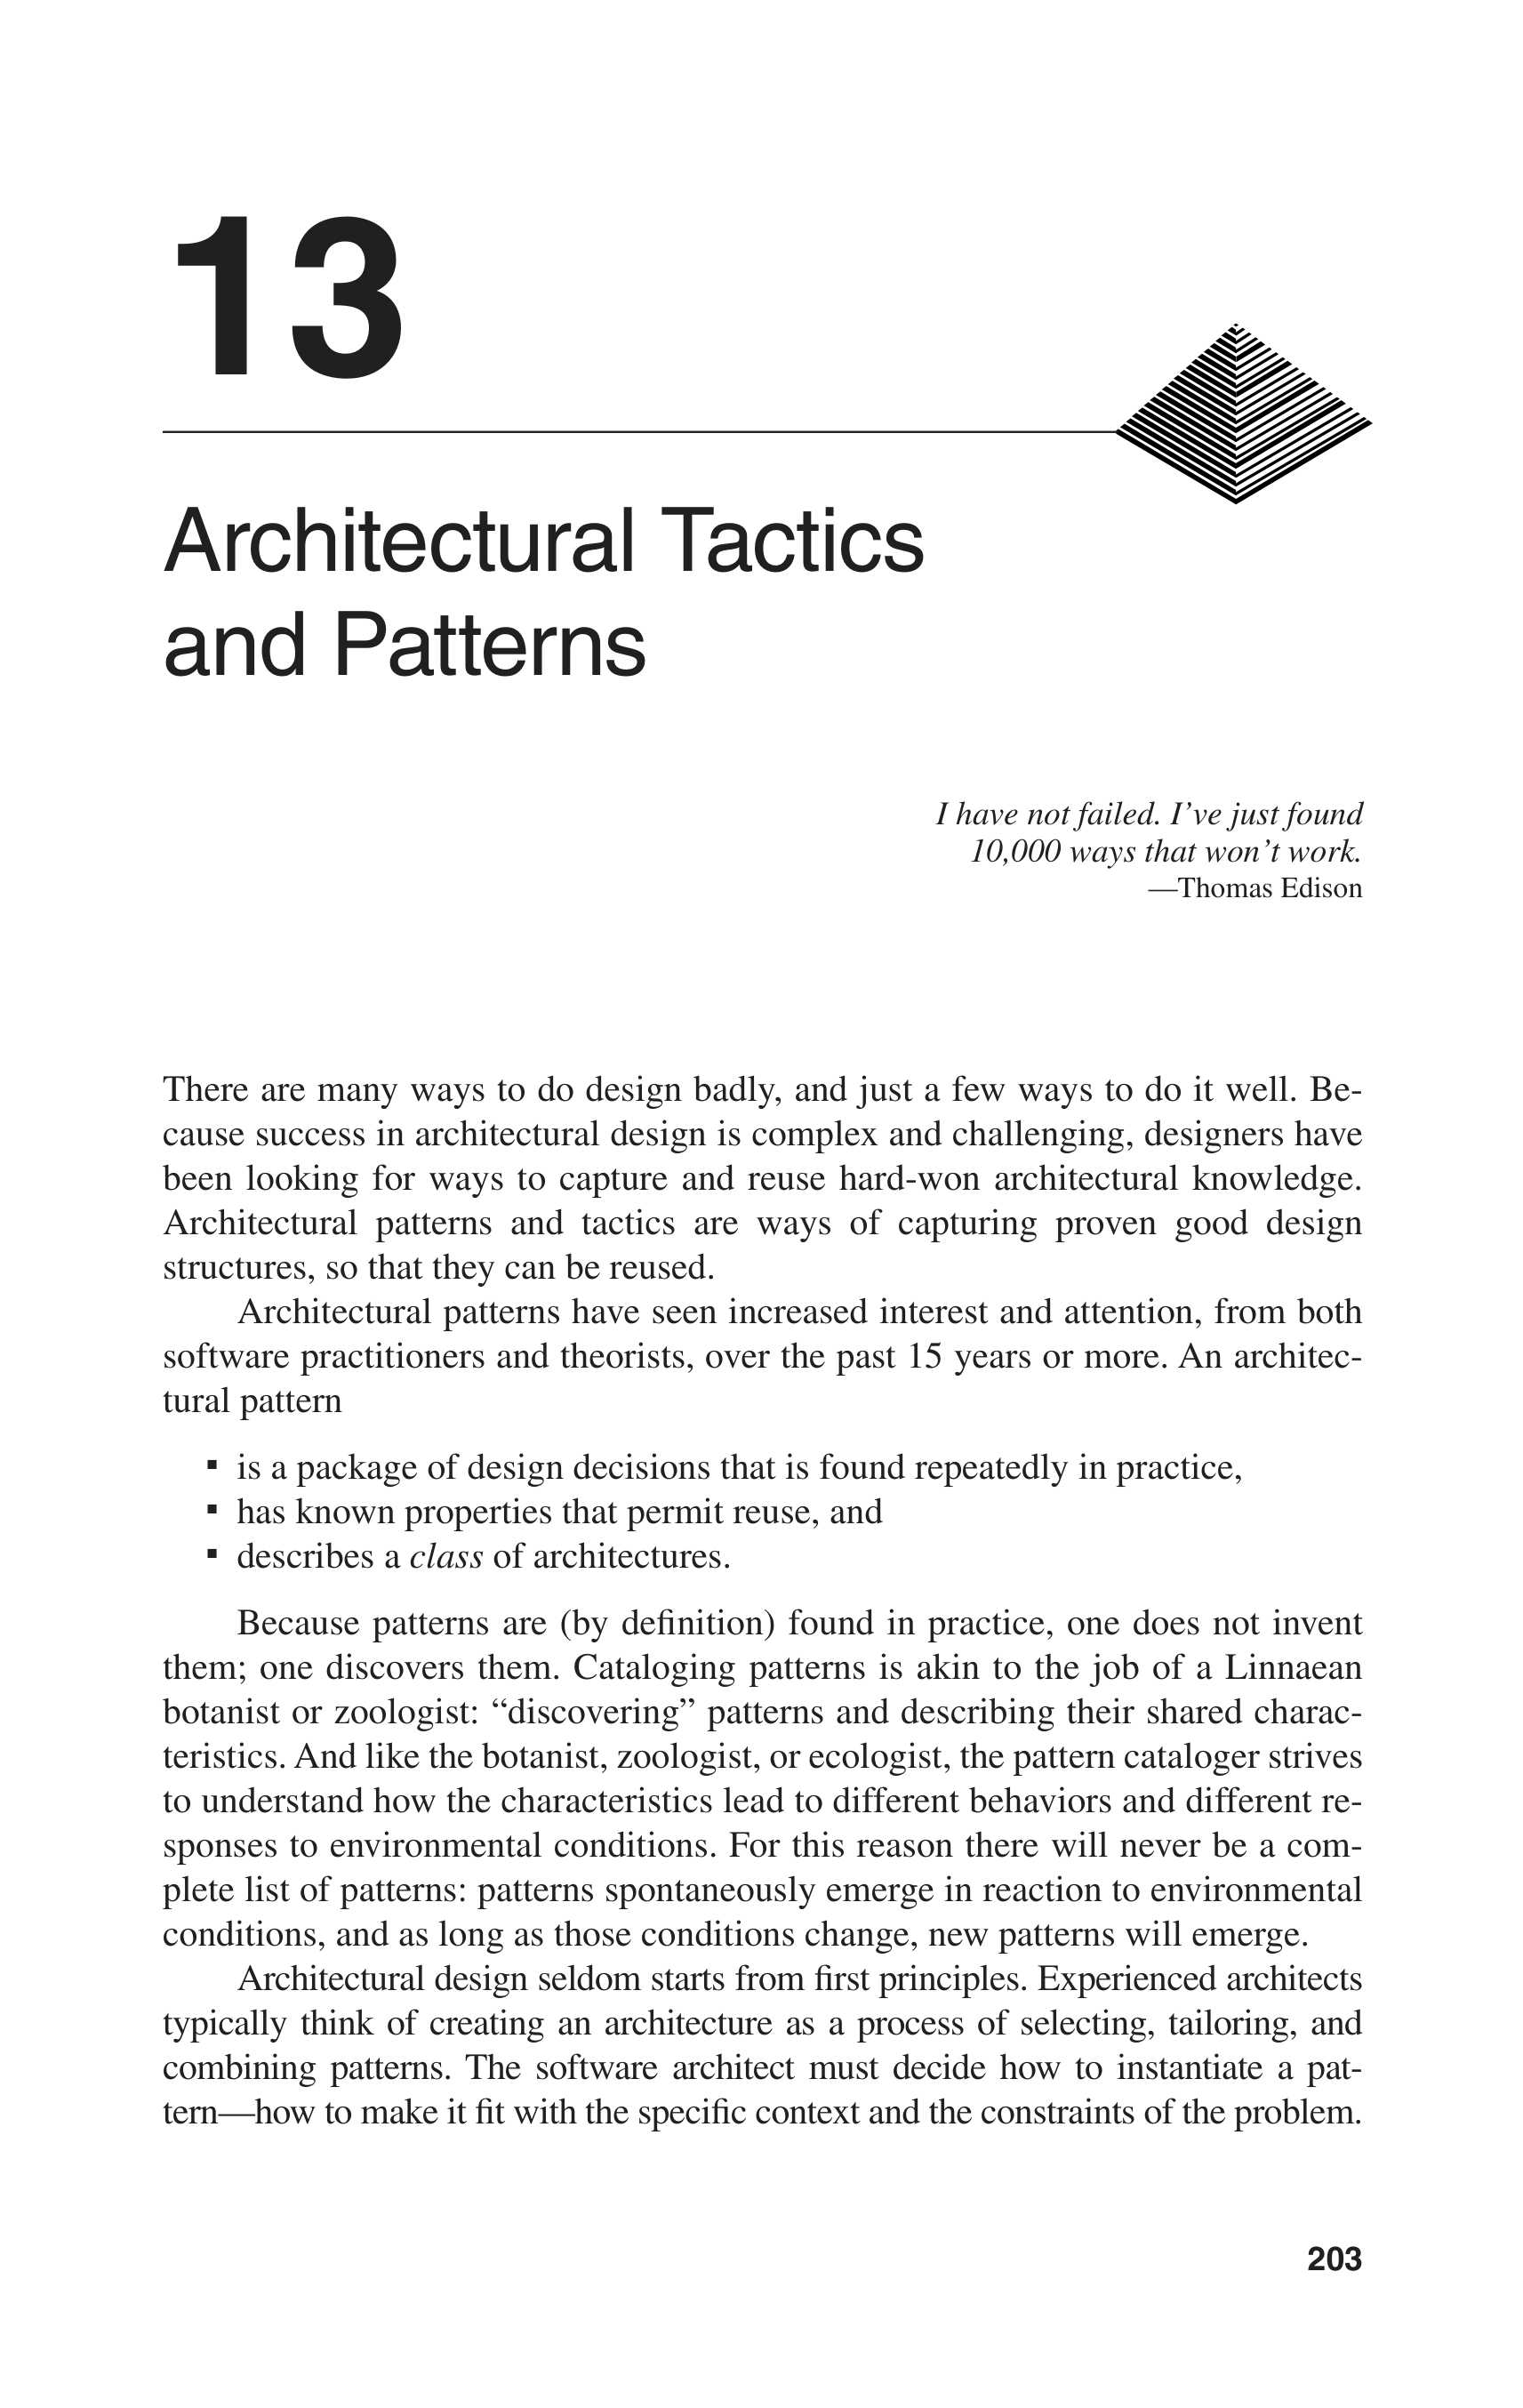 13
Architectural Tactics
and Patterns
I have not failed. I’ve just found
10,000 ways that won’t work.
—Thomas Edison
There are many ways to do design badly, and just a few ways to do it well. Be-
cause success in architectural design is complex and challenging, designers have
been looking for ways to capture and reuse hard-won architectural knowledge.
Architectural patterns and tactics are ways of capturing proven good design
structures, so that they can be reused.
Architectural patterns have seen increased interest and attention, from both
software practitioners and theorists, over the past 15 years or more. An architec-
tural pattern
▪ is a package of design decisions that is found repeatedly in practice,
▪ has known properties that permit reuse, and
▪ describes a class of architectures.
Because patterns are (by definition) found in practice, one does not invent
them; one discovers them. Cataloging patterns is akin to the job of a Linnaean
botanist or zoologist: “discovering” patterns and describing their shared charac-
teristics. And like the botanist, zoologist, or ecologist, the pattern cataloger strives
to understand how the characteristics lead to different behaviors and different re-
sponses to environmental conditions. For this reason there will never be a com-
plete list of patterns: patterns spontaneously emerge in reaction to environmental
conditions, and as long as those conditions change, new patterns will emerge.
Architectural design seldom starts from first principles. Experienced architects
typically think of creating an architecture as a process of selecting, tailoring, and
combining patterns. The software architect must decide how to instantiate a pat-
tern—how to make it fit with the specific context and the constraints of the problem.
203